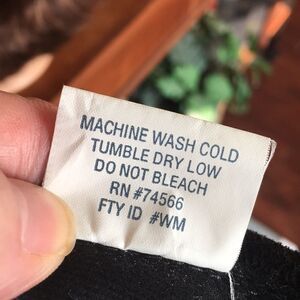 MACHINE WASH COLD
TUMBLE DRY LOW
DO NOT BLEACH
RN #74566
FTY ID #WM